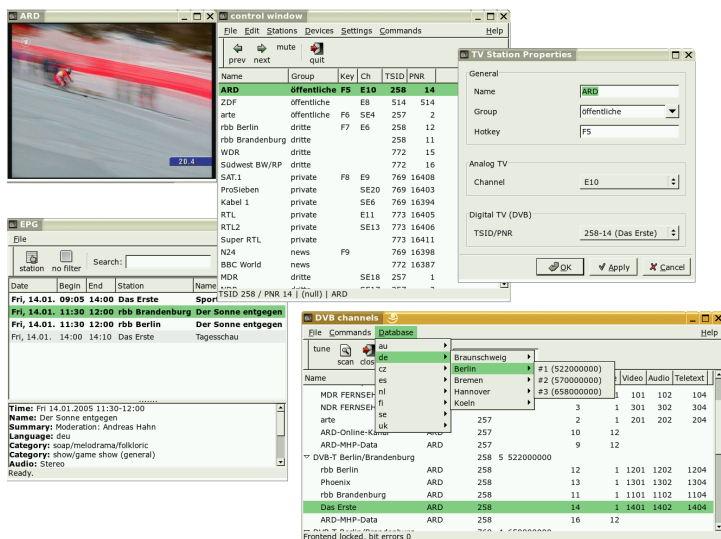 ARD
20.4
control window
File Edit Stations Devices Settings Commands Help
prev next mute quit
Name Group Key Ch TSID PNR
ARD öffentliche F5 E10 258 14
ZDF öffentliche E8 514 514
arte öffentliche F6 SE4 257 2
rbb Berlin dritte F7 E6 258 12
rbb Brandenburg dritte 258 11
WDR dritte 772 15
Südwest BW/RP dritte 772 16
SAT.1 private F8 E9 769 16408
ProSieben private SE20 769 16403
Kabel 1 private SE6 769 16394
RTL private E11 773 16405
RTL2 private SE13 773 16406
Super RTL private 773 16411
N24 news F9 769 16398
BBC World news 772 16387
MDR dritte SE18 257 1
TSID 258 / PNR 14 | (null) | ARD
TV Station Properties
General
Name ARD
Group öffentliche
Hotkey F5
Analog TV
Channel E10
Digital TV (DVB)
TSID/PNR 258-14 (Das Erste)
OK Apply Cancel
EPG
File
station no filter Search:
Date Begin End Station Name
Fri, 14.01. 09:05 14:00 Das Erste Sport
Fri, 14.01. 11:30 12:00 rbb Brandenburg Der Sonne entgegen
Fri, 14.01. 11:30 12:00 rbb Berlin Der Sonne entgegen
Fri, 14.01. 14:00 14:10 Das Erste Tagesschau
Time: Fri 14.01.2005 11:30-12:00
Name: Der Sonne entgegen
Summary: Moderation: Andreas Hahn
Language: deu
Category: soap/melodrama/folkloric
Category: show/game show (general)
Audio: Stereo
Ready.
DVB channels
File Commands Database Help
tune scan clos
au
de
cz
es
nl
fi
se
uk
Braunschweig
Berlin
Bremen
Hannover
Koeln
#1 (522000000)
#2 (570000000)
#3 (658000000)
Name Video Audio Teletext
MDR FERNSEH 1 101 102 104
NDR FERNSEH 3 1 301 302 304
arte 257 2 1 201 202 204
ARD-Online-Kanal ARD 257 10 12
ARD-MHP-Data ARD 257 9 12
DVB-T Berlin/Brandenburg 258 5 522000000
rbb Berlin ARD 258 12 1 1201 1202 1204
Phoenix ARD 258 13 1 1301 1302 1304
rbb Brandenburg ARD 258 11 1 1101 1102 1104
Das Erste ARD 258 14 1 1401 1402 1404
ARD-MHP-Data ARD 258 16 12
Frontend locked, bit errors 0